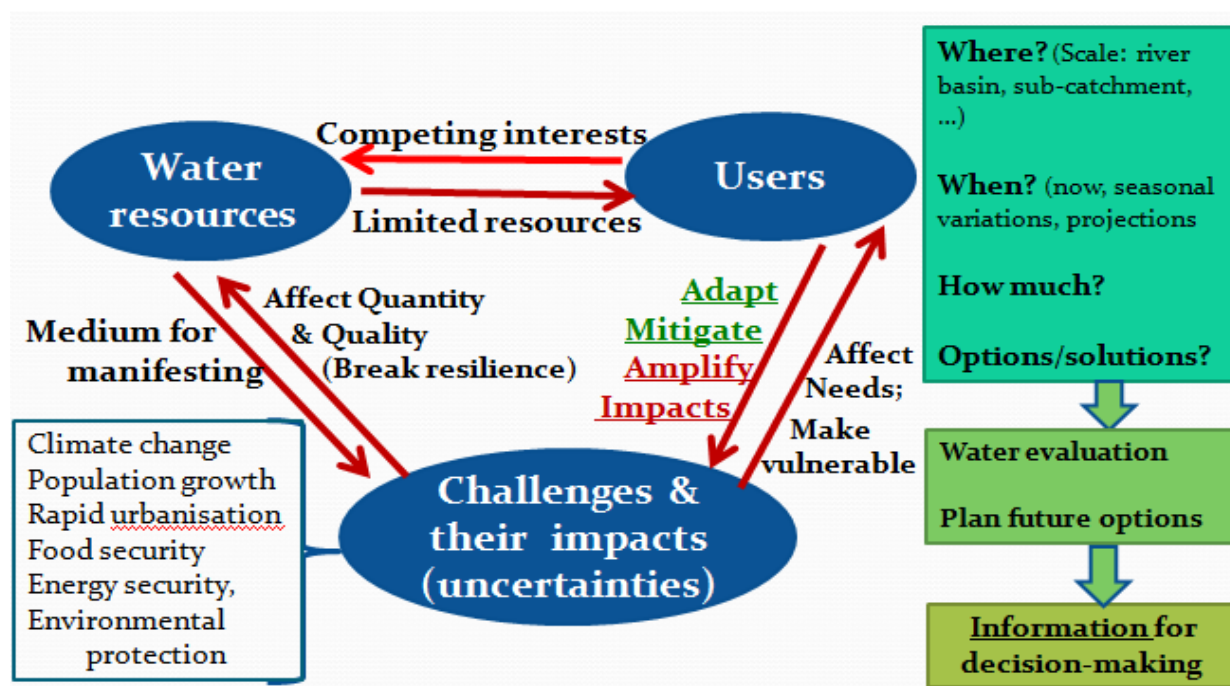 Competing interests
Water
resources
Users
Limited resources
Medium for
manifesting
Affect Quantity
& Quality
(Break resilience)
Adapt
Mitigate
Amplify
Impacts
Affect
Needs;
Make
vulnerable
Climate change
Population growth
Rapid urbanisation
Food security
Energy security,
Environmental
protection
Challenges &
their impacts
(uncertainties)
Where? (Scale: river
basin, sub-catchment,
...)
When? (now, seasonal
variations, projections
How much?
Options/solutions?
Water evaluation
Plan future options
Information for
decision-making